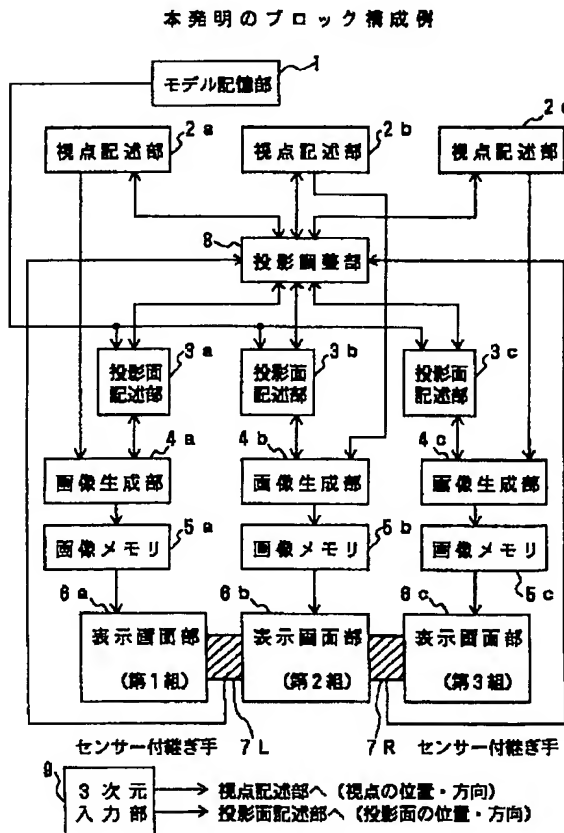 本発明のブロック構成例
1
モデル記憶部
2a 2b 2c
視点記述部 視点記述部 視点記述部
8
投影調整部
3a 3b 3c
投影面 投影面 投影面
記述部 記述部 記述部
4a 4b 4c
画像生成部 画像生成部 画像生成部
5a 5b
画像メモリ 画像メモリ 画像メモリ
5c
6a 6b 6c
表示画面部 表示画面部 表示画面部
(第1組) (第2組) (第3組)
センサー付継ぎ手 7L 7R センサー付継ぎ手
9
3次元 視点記述部へ(視点の位置・方向)
入力部 投影面記述部へ(投影面の位置・方向)